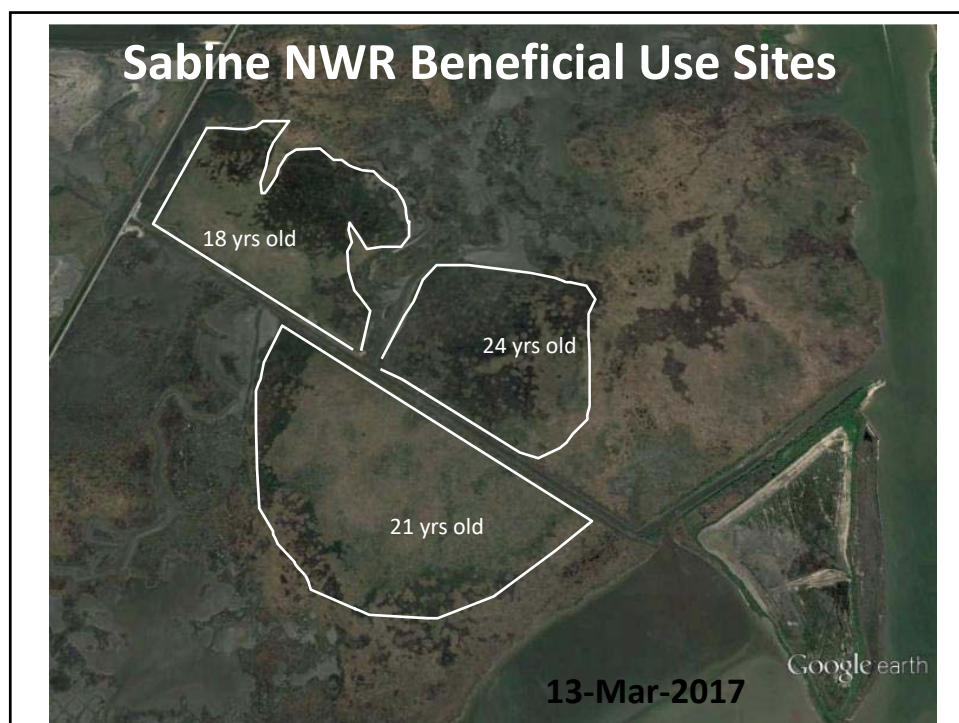 Sabine NWR Beneficial Use Sites
18 yrs old
24 yrs old
21 yrs old
Google earth
13-Mar-2017